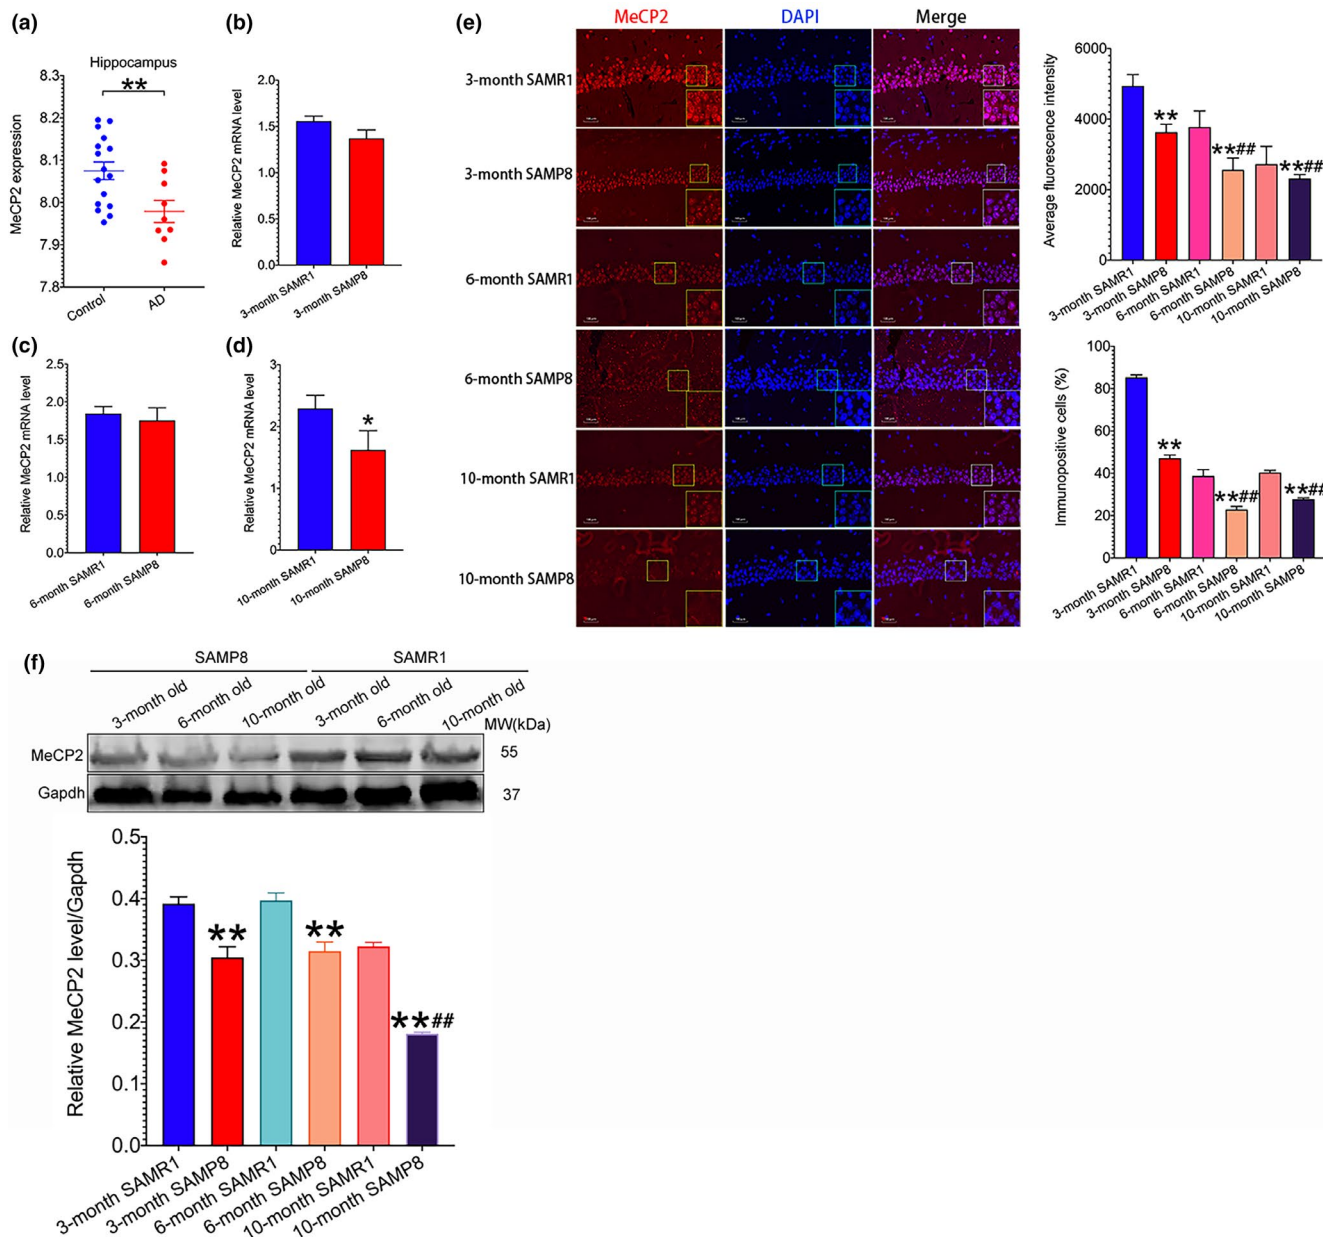 (a)
Hippocampus
**
MeCP2 expression
8.3
8.2
8.1
8.0
7.9
7.8
Control
AD
(b)
Relative MeCP2 mRNA level
2.0
1.5
1.0
0.5
0.0
3-month SAMR1
3-month SAMP8
(c)
Relative MeCP2 mRNA level
2.5
2.0
1.5
1.0
0.5
0.0
6-month SAMR1
6-month SAMP8
(d)
Relative MeCP2 mRNA level
3
2
1
0
*
10-month SAMR1
10-month SAMP8
(e)
MeCP2 DAPI Merge
3-month SAMR1
3-month SAMP8
6-month SAMR1
6-month SAMP8
10-month SAMR1
10-month SAMP8
Average fluorescence intensity
6000
4000
2000
0
**
**##
**##
3-month SAMR1
3-month SAMP8
6-month SAMR1
6-month SAMP8
10-month SAMR1
10-month SAMP8
Immunopositive cells (%)
100
80
60
40
20
0
**
**##
**##
3-month SAMR1
3-month SAMP8
6-month SAMR1
6-month SAMP8
10-month SAMR1
10-month SAMP8
(f)
SAMP8 SAMR1
3-month old 6-month old 10-month old 3-month old 6-month old 10-month old
MW(kDa)
MeCP2 55
Gapdh 37
Relative MeCP2 level/Gapdh
0.5
0.4
0.3
0.2
0.1
0.0
**
**
**##
3-month SAMR1
3-month SAMP8
6-month SAMR1
6-month SAMP8
10-month SAMR1
10-month SAMP8